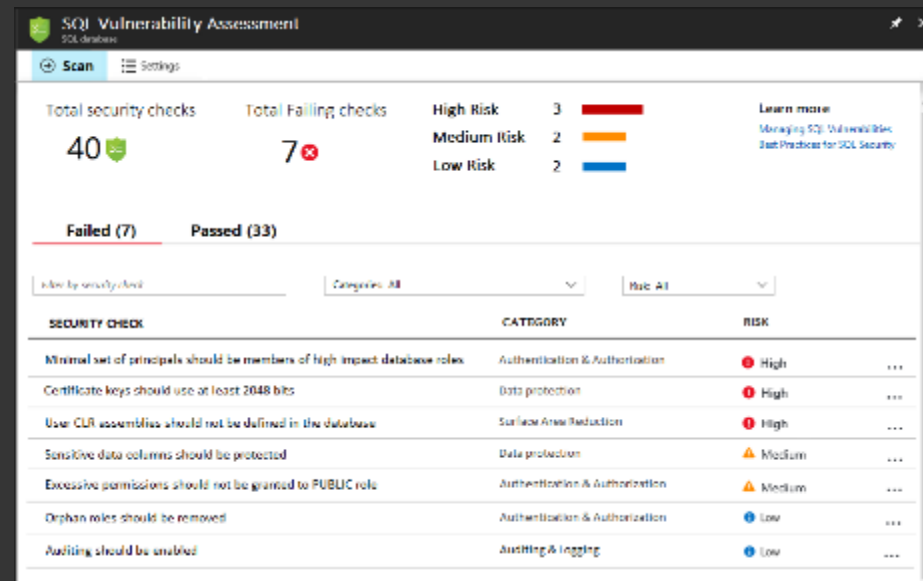 SQL Vulnerability Assessment
SQL database
Scan
Settings
Total security checks
40
Total Failing checks
7
High Risk 3
Medium Risk 2
Low Risk 2
Learn more
Managing SQL Vulnerabilities
Best Practices for SQL Security
Failed (7)
Passed (33)
Filter by security check
Categories: All
Risk: All
SECURITY CHECK CATEGORY RISK
Minimal set of principals should be members of high impact database roles Authentication & Authorization High ...
Certificate keys should use at least 2048 bits Data protection High ...
User CLR assemblies should not be defined in the database Surface Area Reduction High ...
Sensitive data columns should be protected Data protection Medium ...
Excessive permissions should not be granted to PUBLIC role Authentication & Authorization Medium ...
Orphan roles should be removed Authentication & Authorization Low ...
Auditing should be enabled Auditing & Logging Low ...